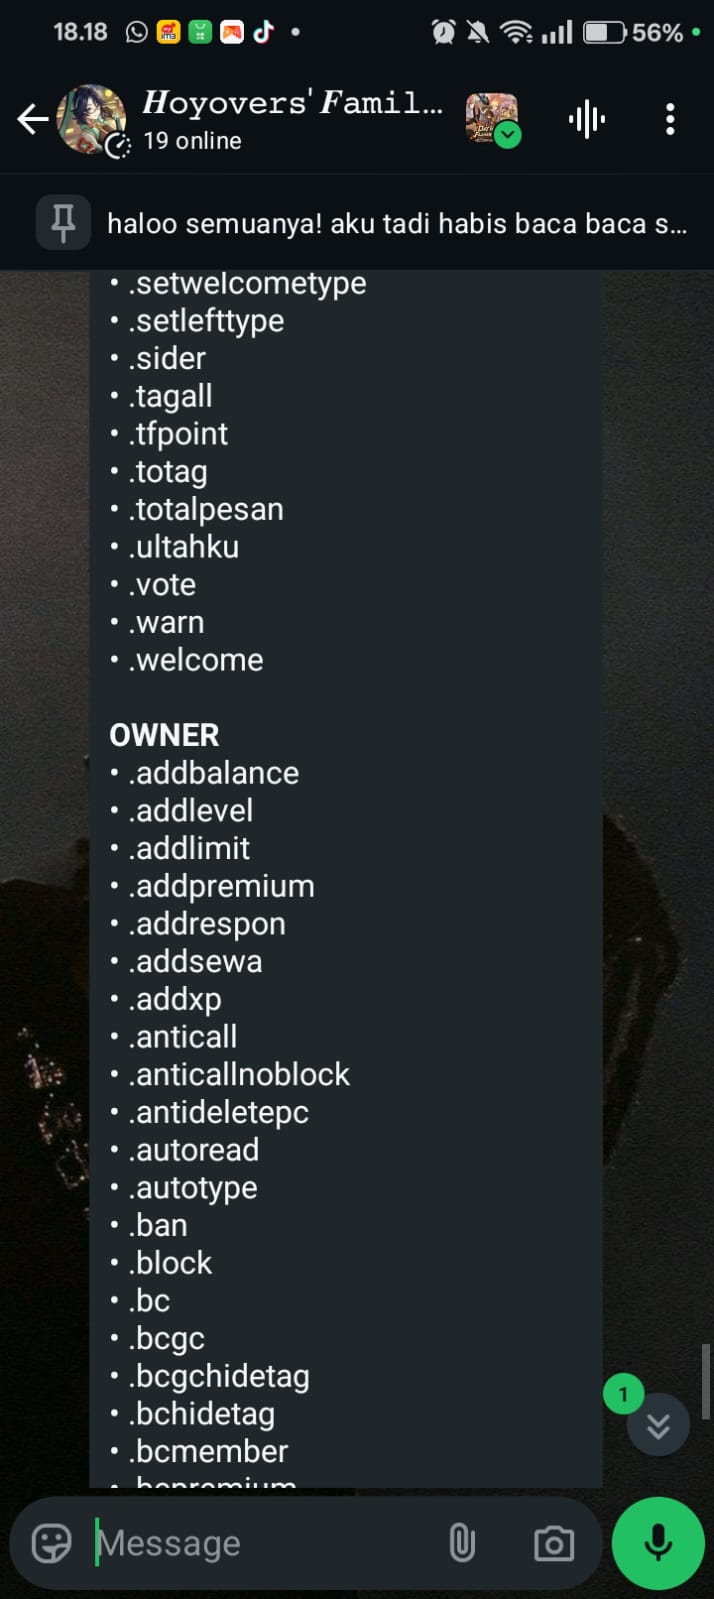 18.18
56%
Hoyovers' Famil...
19 online
haloo semuanya! aku tadi habis baca baca s...
• .setwelcometype
• .setlefttype
• .sider
• .tagall
• .tfpoint
• .totag
• .totalpesan
• .ultahku
• .vote
• .warn
• .welcome
OWNER
• .addbalance
• .addlevel
• .addlimit
• .addpremium
• .addrespon
• .addsewa
• .addxp
• .anticall
• .anticallnoblock
• .antideletepc
• .autoread
• .autotype
• .ban
• .block
• .bc
• .bcgc
• .bcgchidetag
• .bchidetag
• .bcmember
• .bcpremium
1
Message